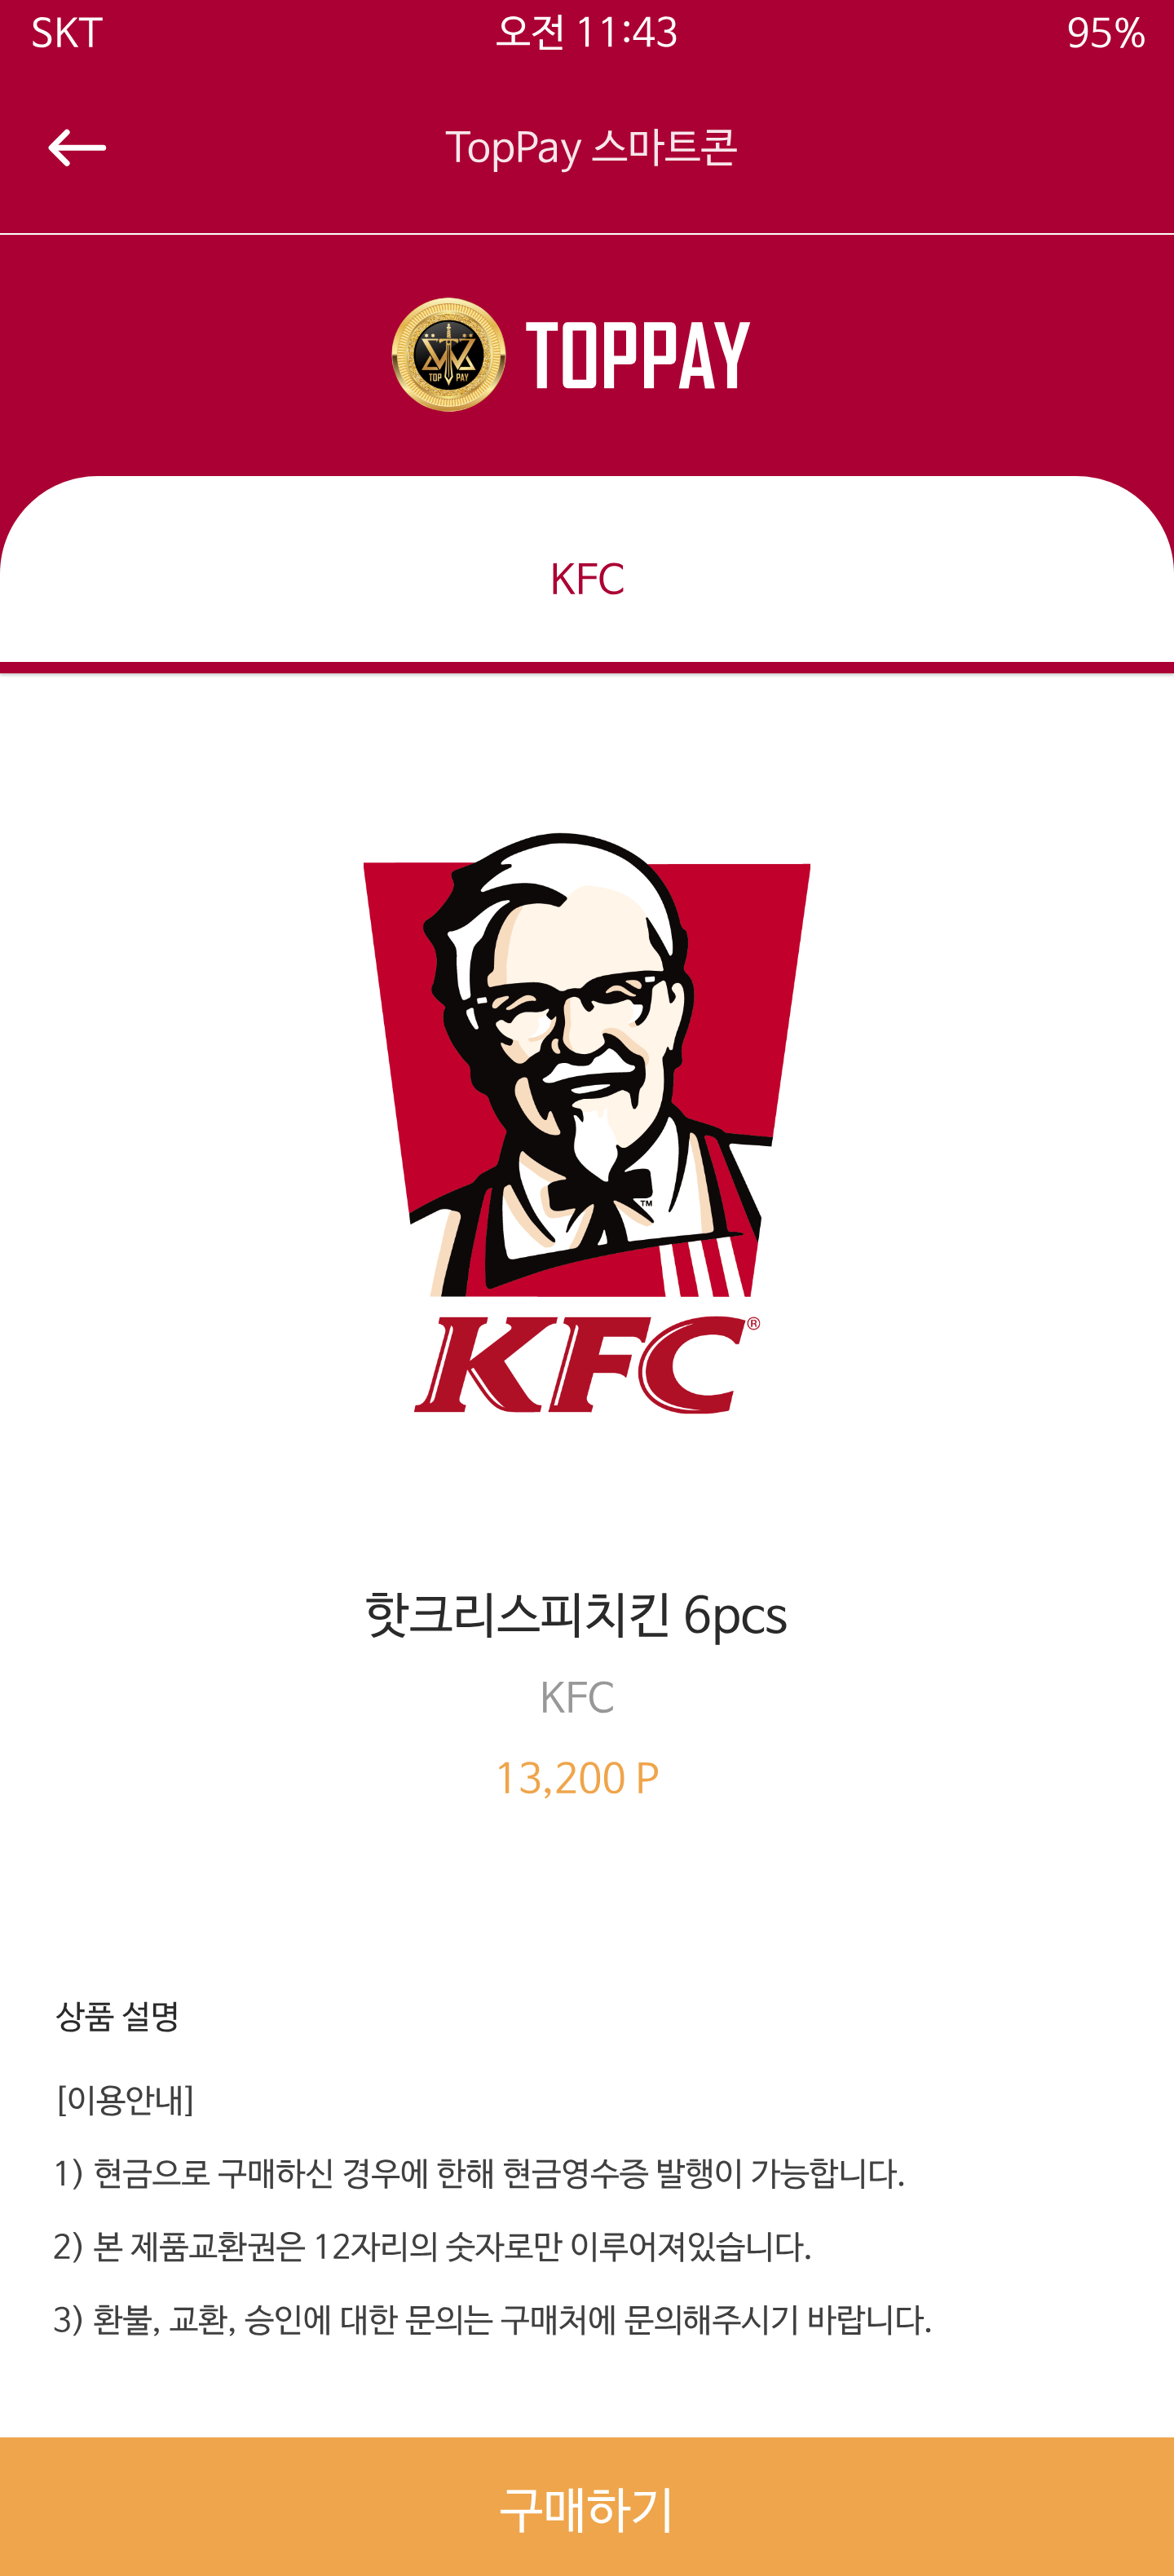 SKT 오전 11:43 95%
TopPay 스마트콘
TOP PAY
TOPPAY
KFC
TM
KFC®
핫크리스피치킨 6pcs
KFC
13,200 P
상품 설명
[이용안내]
1) 현금으로 구매하신 경우에 한해 현금영수증 발행이 가능합니다.
2) 본 제품교환권은 12자리의 숫자로만 이루어져있습니다.
3) 환불, 교환, 승인에 대한 문의는 구매처에 문의해주시기 바랍니다.
구매하기